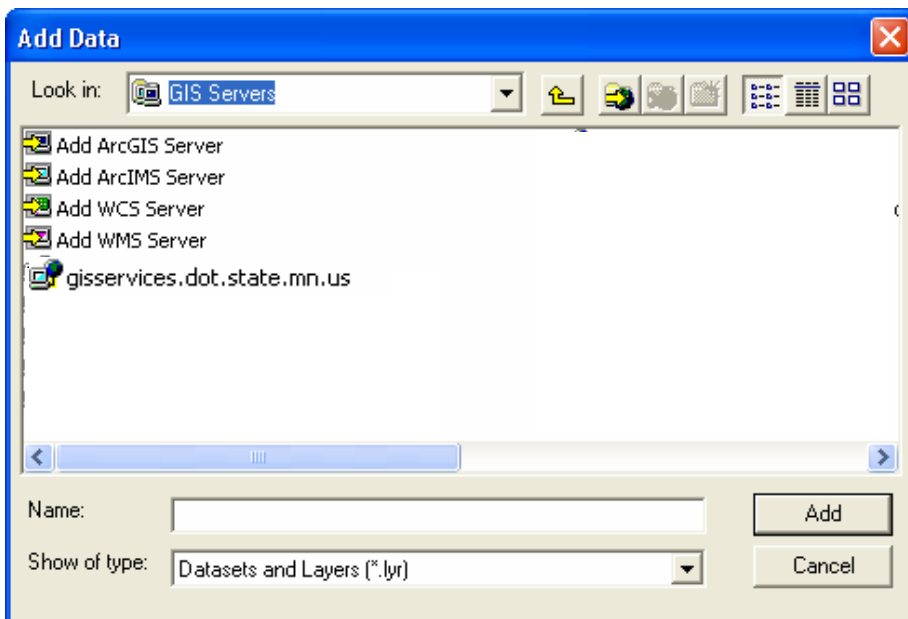 Add Data
Look in: GIS Servers
Add ArcGIS Server
Add ArcIMS Server
Add WCS Server
Add WMS Server
gisservices.dot.state.mn.us
Name: Add
Show of type: Datasets and Layers (*.lyr) Cancel